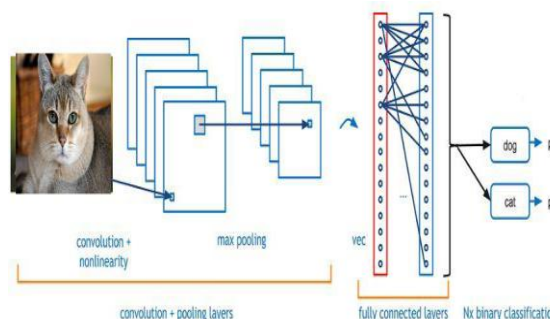 dog
p
cat
p
convolution +
nonlinearity
max pooling
vec
...
convolution + pooling layers
fully connected layers
Nx binary classificatio